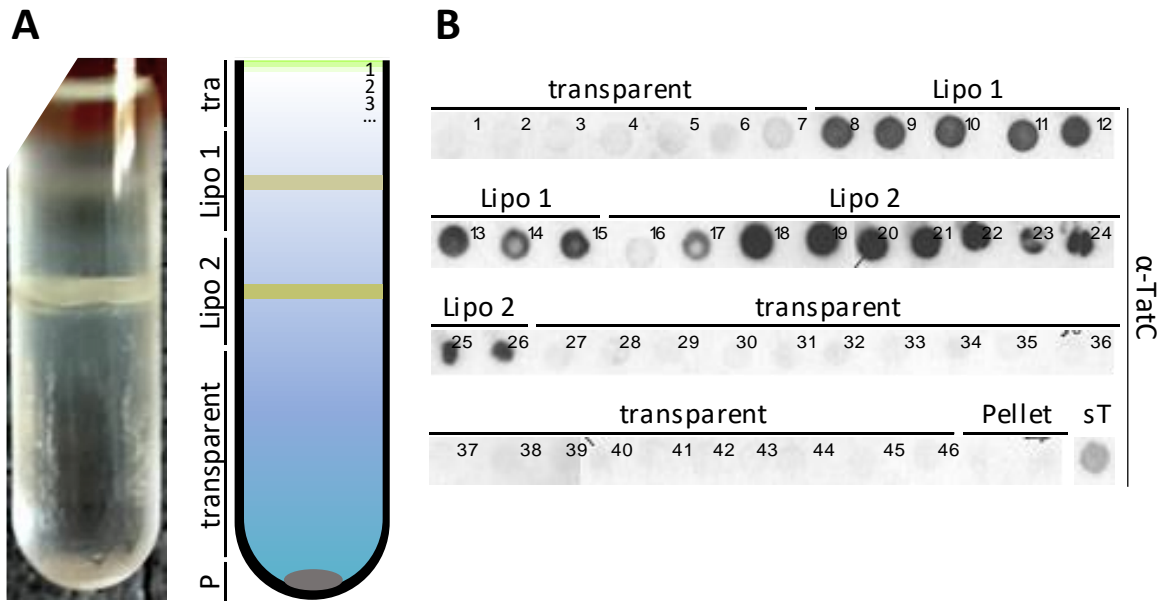 A
B
tra
Lipo 1
Lipo 2
transparent
P
1
2
3
...
transparent
Lipo 1
1 2 3 4 5 6 7 8 9 10 11 12
Lipo 1
Lipo 2
13 14 15 16 17 18 19 20 21 22 23 24
Lipo 2
transparent
25 26 27 28 29 30 31 32 33 34 35 36
transparent
Pellet
sT
37 38 39 40 41 42 43 44 45 46
α-TatC